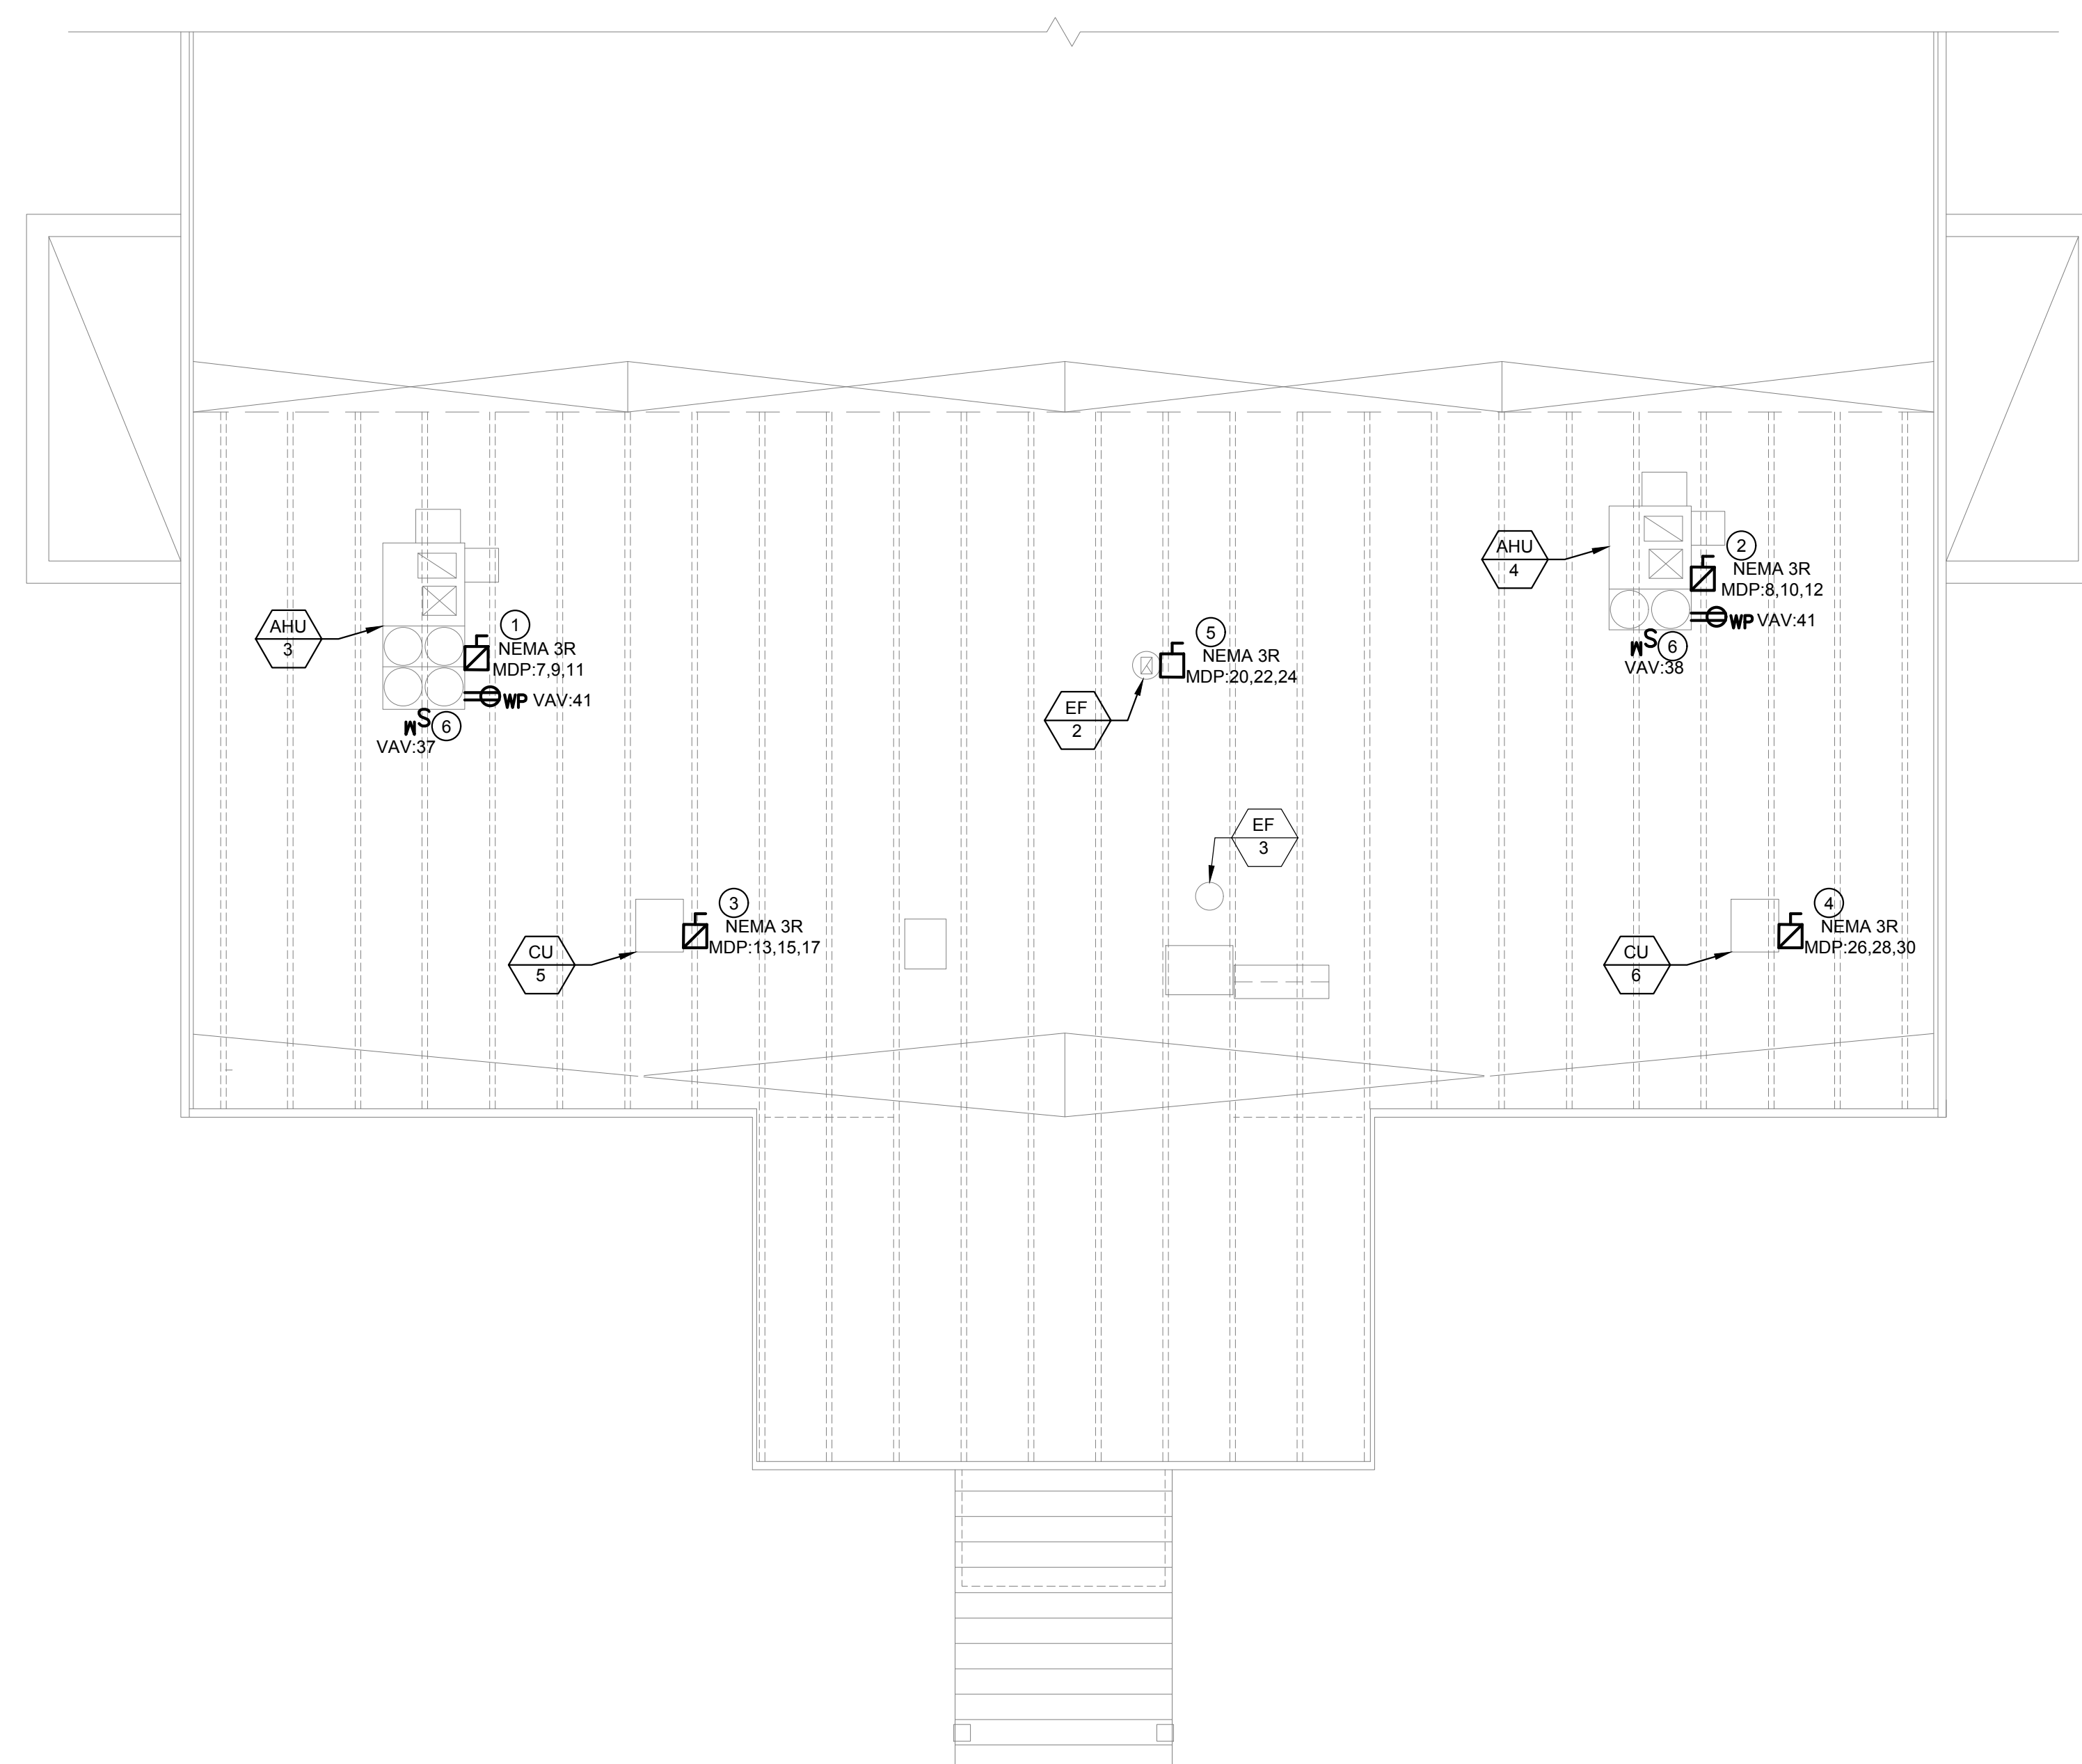 AHU
4
2
NEMA 3R
MDP:8,10,12
WP VAV:41
W S 6
VAV:38
AHU
3
1
NEMA 3R
MDP:7,9,11
WP VAV:41
W S 6
VAV:37
5
NEMA 3R
MDP:20,22,24
EF
2
EF
3
3
NEMA 3R
MDP:13,15,17
CU
5
4
NEMA 3R
MDP:26,28,30
CU
6